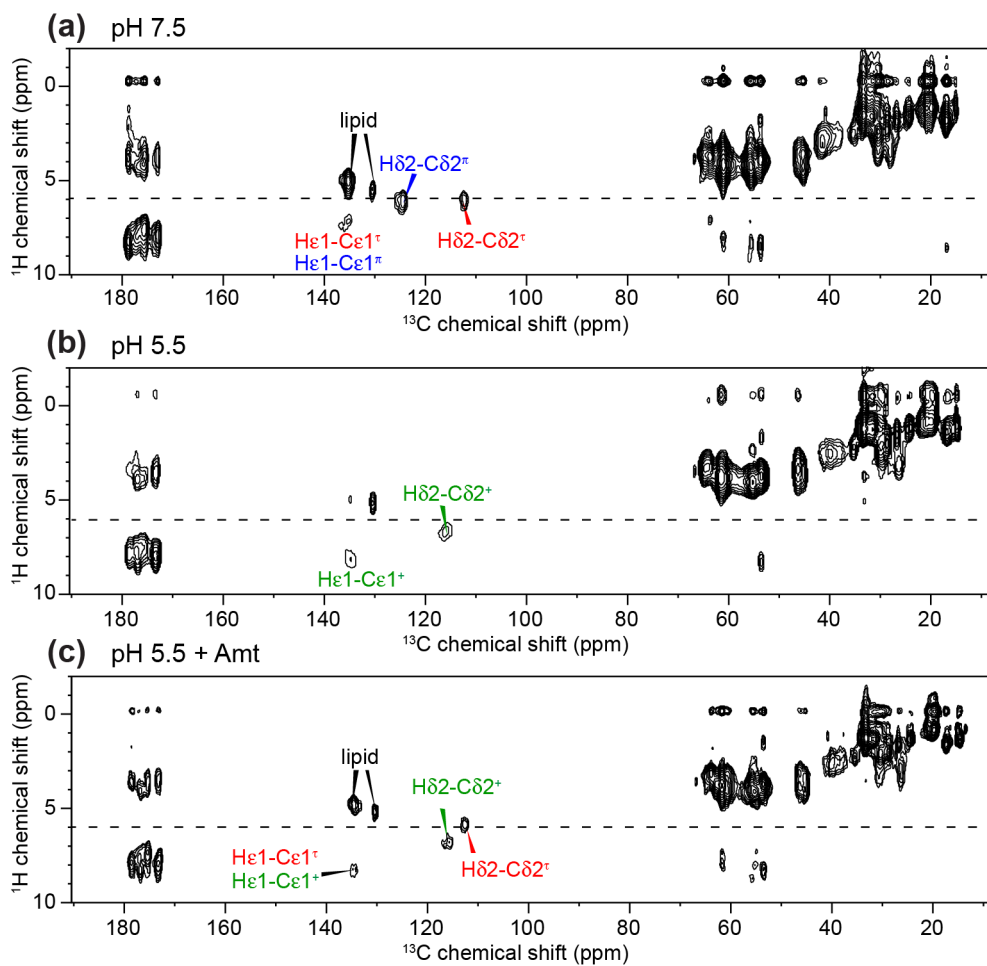 (a) pH 7.5
¹H chemical shift (ppm)
0
5
10
lipid
Hδ2-Cδ2π
Hε1-Cε1τ
Hε1-Cε1π
Hδ2-Cδ2τ
180 160 140 120 100 80 60 40 20
¹³C chemical shift (ppm)
(b) pH 5.5
¹H chemical shift (ppm)
0
5
10
Hδ2-Cδ2⁺
Hε1-Cε1⁺
180 160 140 120 100 80 60 40 20
¹³C chemical shift (ppm)
(c) pH 5.5 + Amt
¹H chemical shift (ppm)
0
5
10
lipid
Hδ2-Cδ2⁺
Hε1-Cε1τ
Hε1-Cε1⁺
Hδ2-Cδ2τ
180 160 140 120 100 80 60 40 20
¹³C chemical shift (ppm)